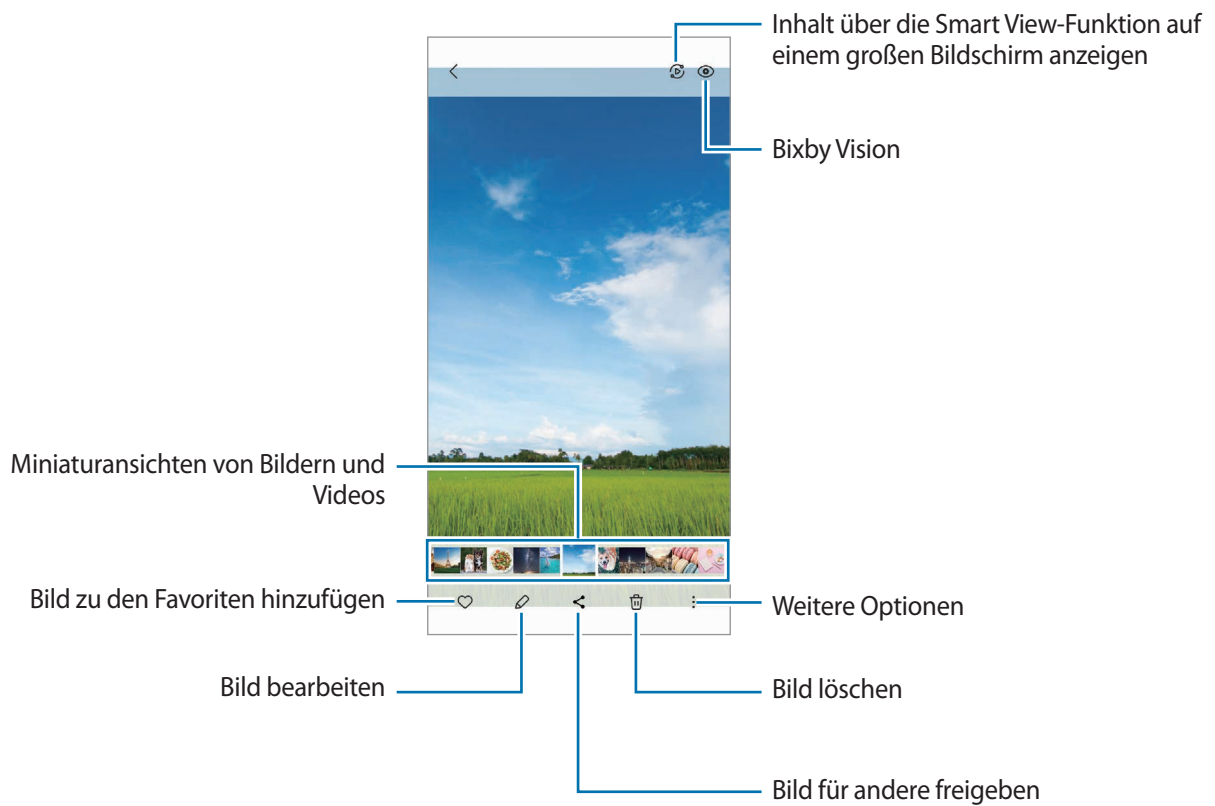 Inhalt über die Smart View-Funktion auf
einem großen Bildschirm anzeigen
Bixby Vision
Miniaturansichten von Bildern und
Videos
Bild zu den Favoriten hinzufügen
Weitere Optionen
Bild bearbeiten
Bild löschen
Bild für andere freigeben